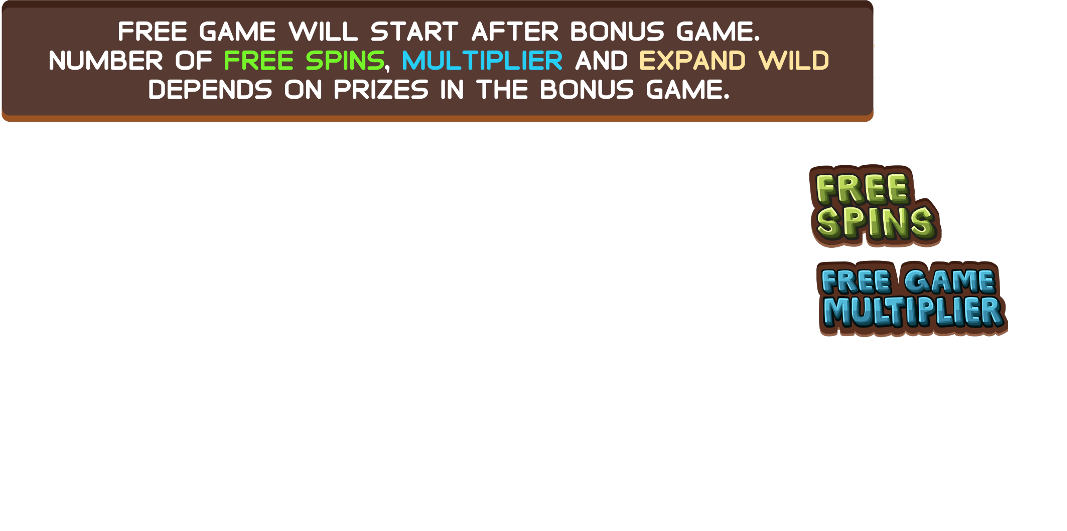 FREE GAME WILL START AFTER BONUS GAME.
NUMBER OF FREE SPINS, MULTIPLIER AND EXPAND WILD
DEPENDS ON PRIZES IN THE BONUS GAME.
FREE
SPINS
FREE GAME
MULTIPLIER